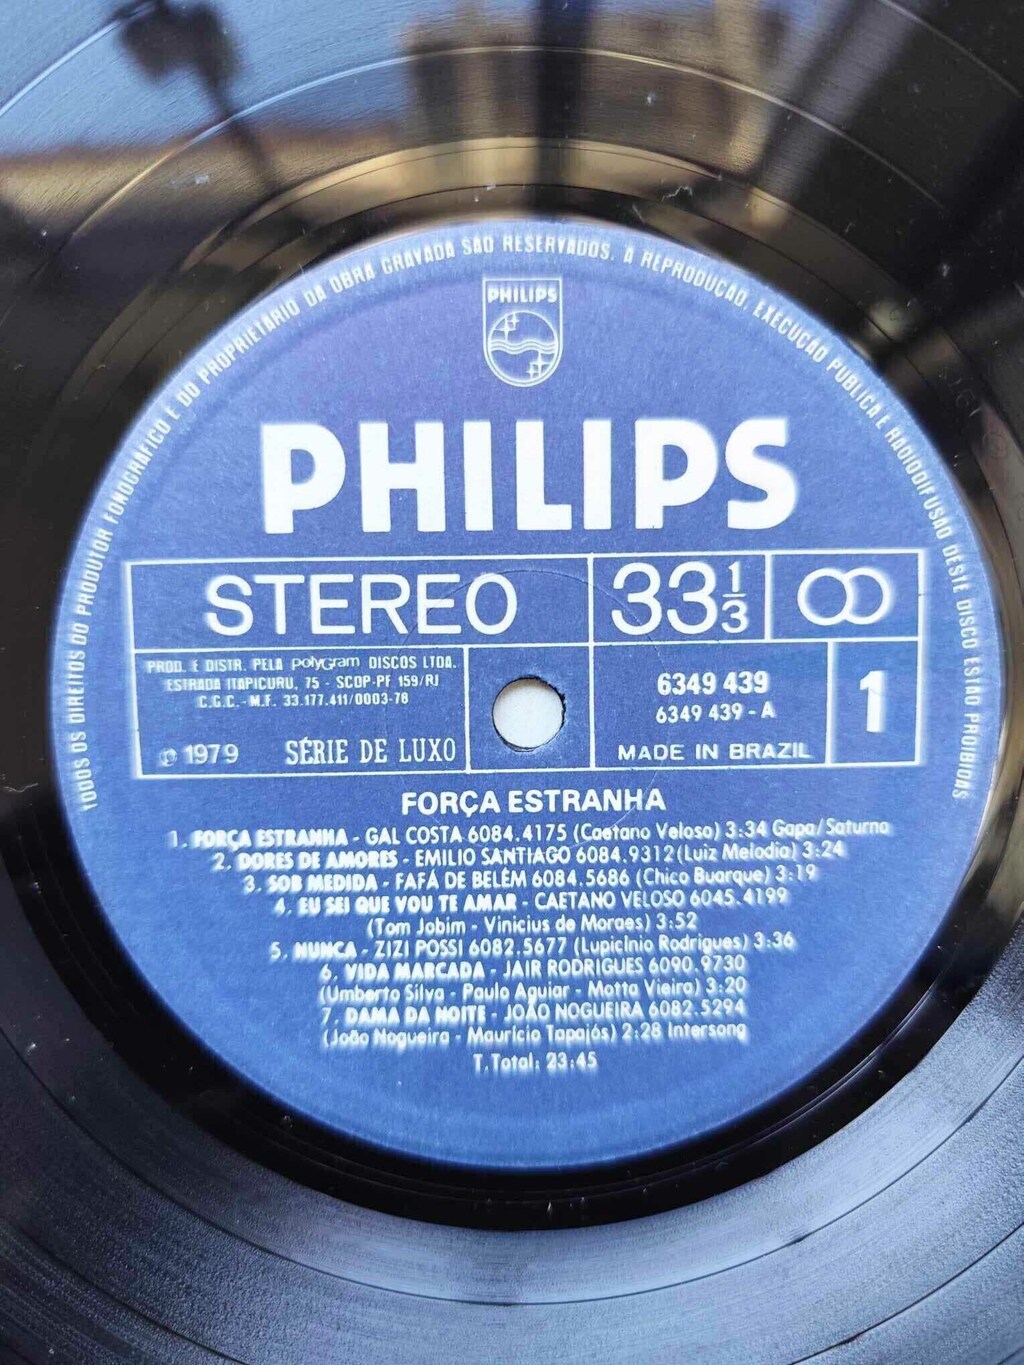 TODOS OS DIREITOS DO PRODUTOR FONOGRÁFICO E DO PROPRIETÁRIO DA OBRA GRAVADA SÃO RESERVADOS. A REPRODUÇÃO, EXECUÇÃO PÚBLICA E RADIODIFUSÃO DESTE DISCO ESTÃO PROIBIDAS
PHILIPS
PHILIPS
STEREO 33 1/3
PROD. E DISTR. PELA polyGram DISCOS LTDA.
ESTRADA ITAPICURU, 75 - SCDP-PF 159/RJ
C.G.C.-M.F. 33.177.411/0003-78
℗ 1979 SÉRIE DE LUXO
6349 439
6349 439 - A
MADE IN BRAZIL
1
FORÇA ESTRANHA
1. FORÇA ESTRANHA - GAL COSTA 6084.4175 (Caetano Veloso) 3:34 Gapa/Saturno
2. DORES DE AMORES - EMILIO SANTIAGO 6084.9312 (Luiz Melodia) 3:24
3. SOB MEDIDA - FAFÁ DE BELÉM 6084.5686 (Chico Buarque) 3:19
4. EU SEI QUE VOU TE AMAR - CAETANO VELOSO 6045.4199
(Tom Jobim - Vinicius de Moraes) 3:52
5. NUNCA - ZIZI POSSI 6082.5677 (Lupicínio Rodrigues) 3:36
6. VIDA MARCADA - JAIR RODRIGUES 6090.9730
(Umberto Silva - Paulo Aguiar - Motta Vieira) 3:20
7. DAMA DA NOITE - JOÃO NOGUEIRA 6082.5294
(João Nogueira - Maurício Tapajós) 2:28 Intersong
T. Total: 23:45